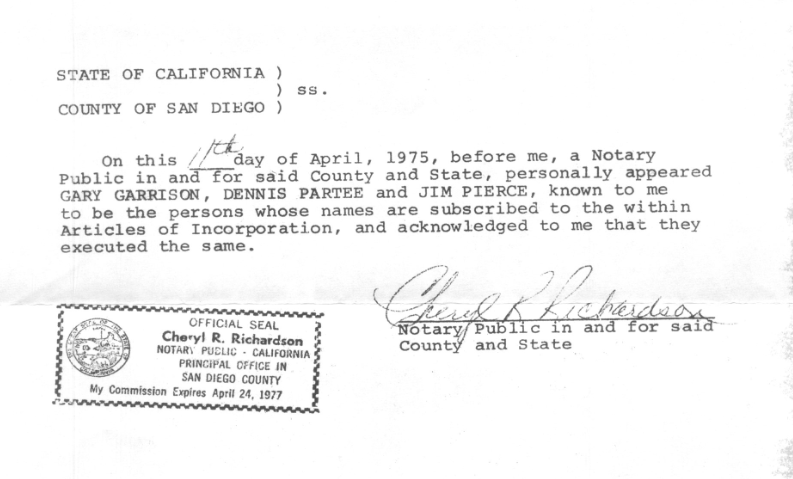 STATE OF CALIFORNIA )
) ss.
COUNTY OF SAN DIEGO )
On this 11th day of April, 1975, before me, a Notary
Public in and for said County and State, personally appeared
GARY GARRISON, DENNIS PARTEE and JIM PIERCE, known to me
to be the persons whose names are subscribed to the within
Articles of Incorporation, and acknowledged to me that they
executed the same.
Cheryl R Richardson
Notary Public in and for said
County and State
OFFICIAL SEAL
Cheryl R. Richardson
NOTARY PUBLIC - CALIFORNIA
PRINCIPAL OFFICE IN
SAN DIEGO COUNTY
My Commission Expires April 24, 1977